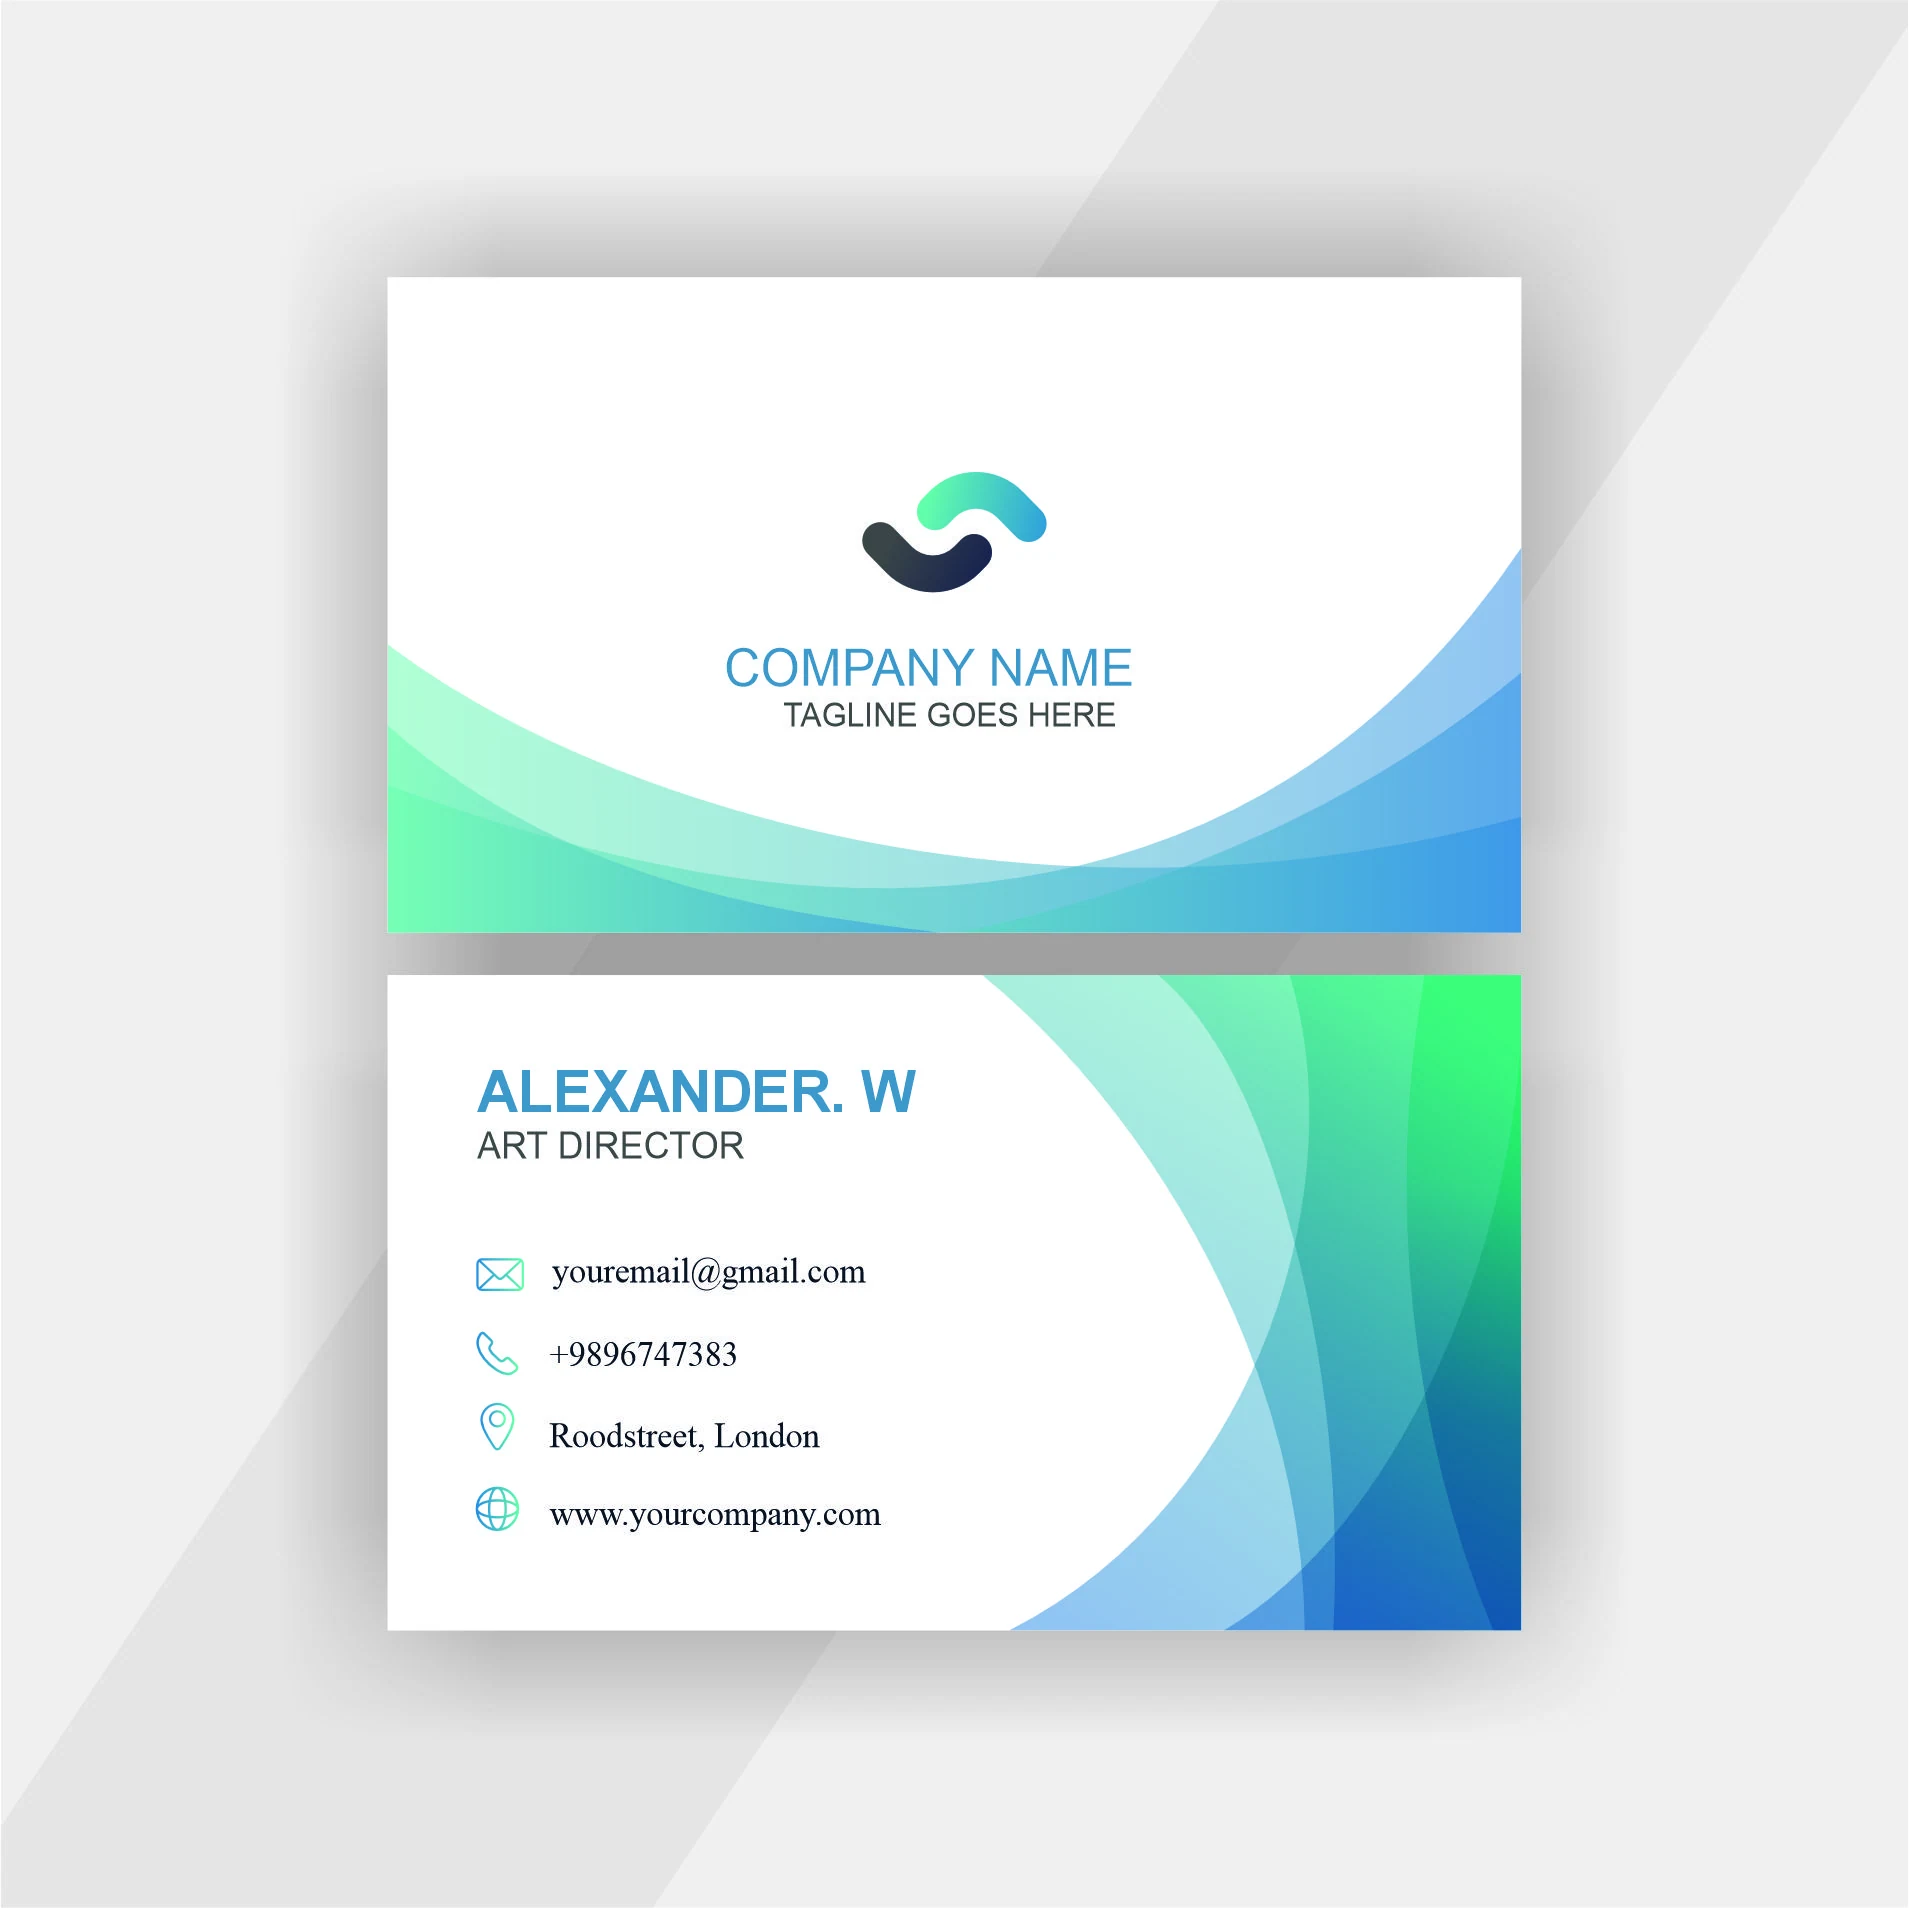 COMPANY NAME
TAGLINE GOES HERE
ALEXANDER. W
ART DIRECTOR
youremail@gmail.com
+9896747383
Roodstreet, London
www.yourcompany.com